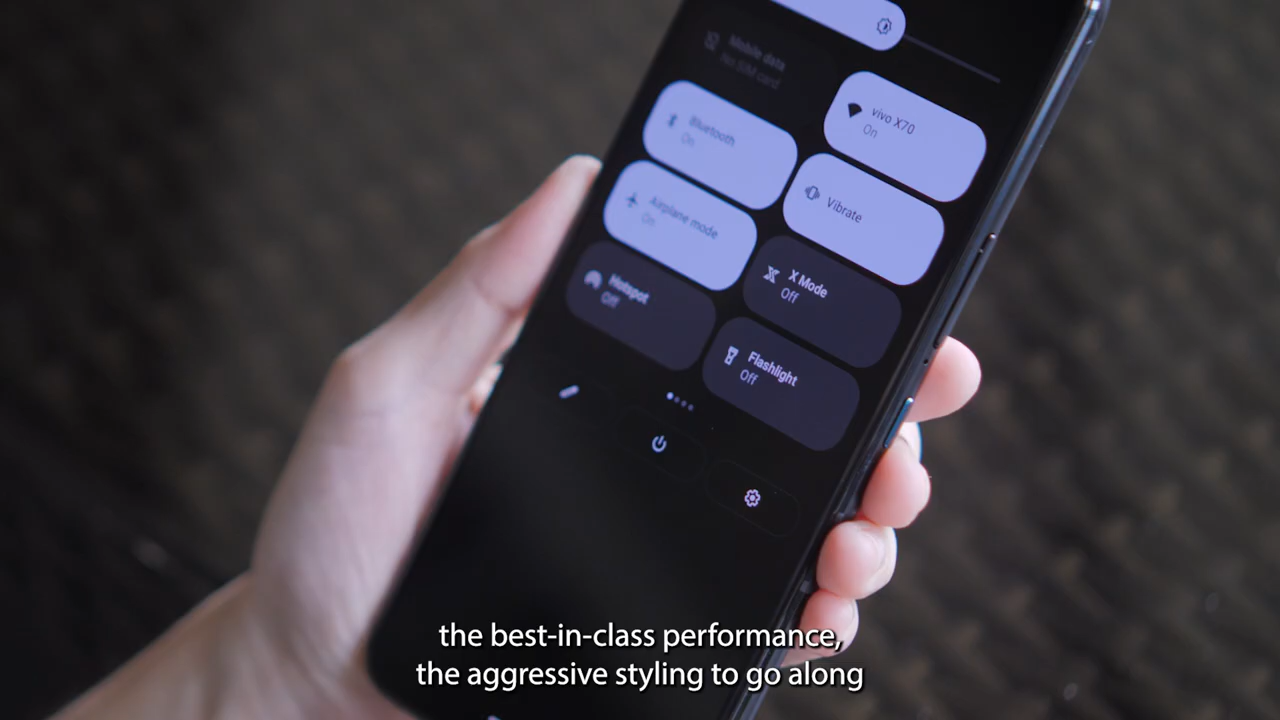 Mobile data
No SIM card
vivo X70
On
Bluetooth
On
Vibrate
Airplane mode
On
X Mode
Off
Hotspot
Off
Flashlight
Off
the best-in-class performance,
the aggressive styling to go along